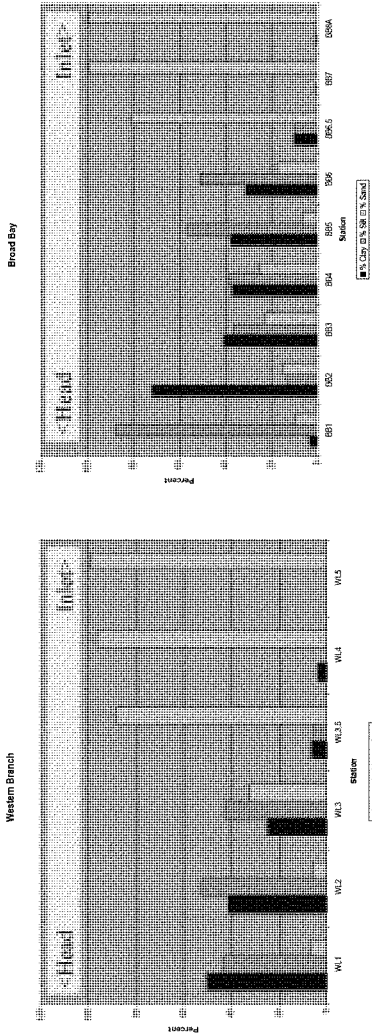 Western Branch
<Head
Inlet>
Percent
WL1
WL2
WL3
WL3.5
WL4
WL5
Station
Broad Bay
<Head
Inlet>
Percent
BB1
BB2
BB3
BB4
BB5
BB6
BB6.5
BB7
BB8A
Station
% Clay % Silt % Sand